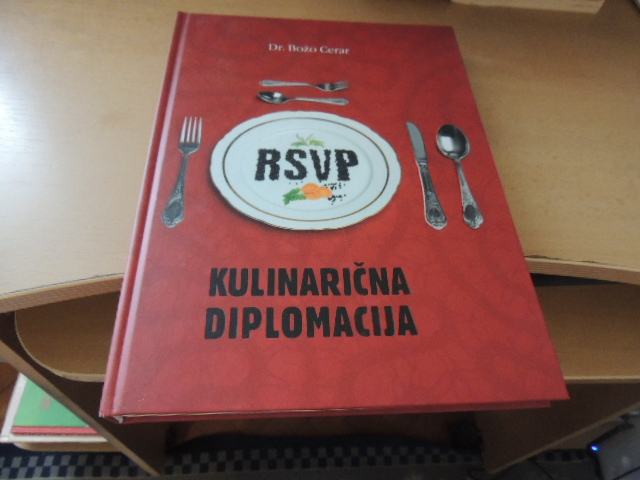 Dr. Božo Cerar
RSVP
KULINARIČNA
DIPLOMACIJA